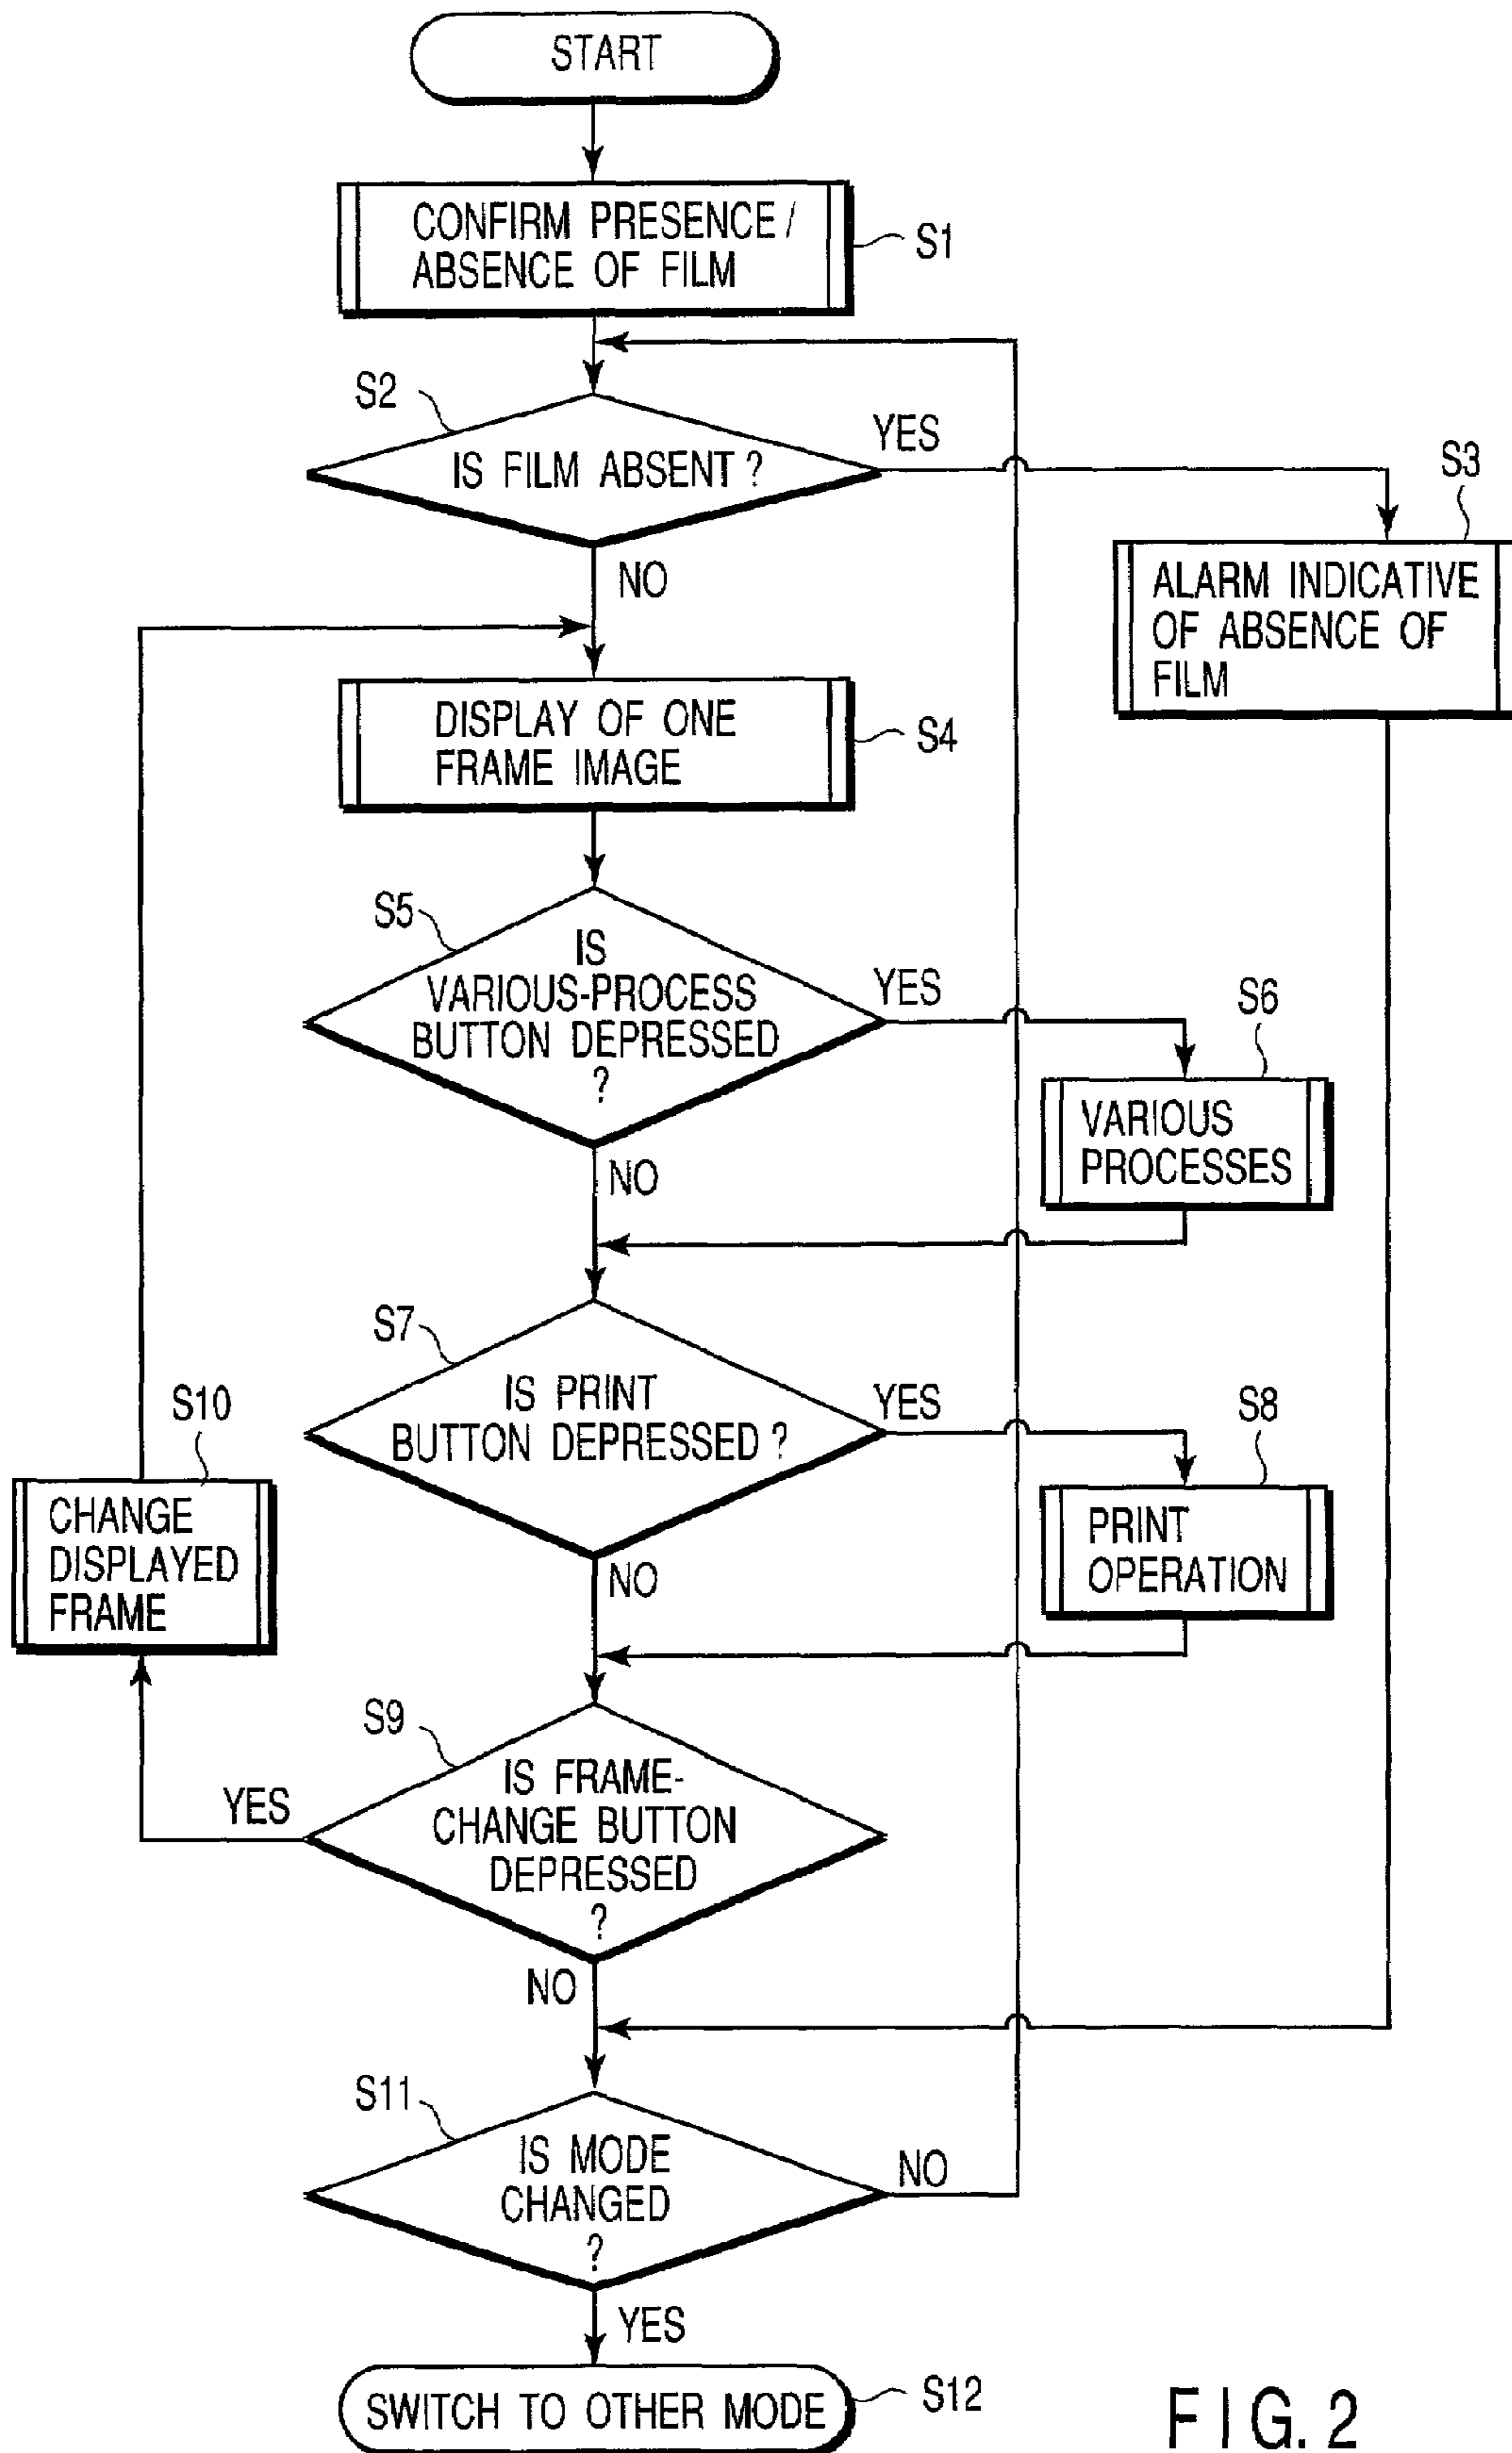 START
CONFIRM PRESENCE /
ABSENCE OF FILM
S1
S2
IS FILM ABSENT ?
YES
NO
S3
ALARM INDICATIVE
OF ABSENCE OF
FILM
DISPLAY OF ONE
FRAME IMAGE
S4
S5
IS
VARIOUS-PROCESS
BUTTON DEPRESSED
?
YES
NO
S6
VARIOUS
PROCESSES
S7
IS PRINT
BUTTON DEPRESSED ?
YES
NO
S8
PRINT
OPERATION
S10
CHANGE
DISPLAYED
FRAME
S9
IS FRAME-
CHANGE BUTTON
DEPRESSED
?
YES
NO
S11
IS MODE
CHANGED
?
NO
YES
SWITCH TO OTHER MODE
S12
FIG. 2